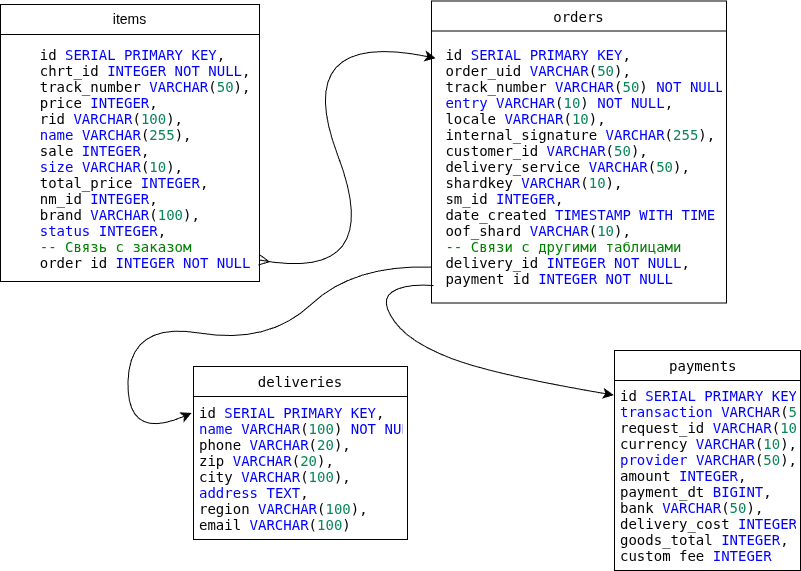 items
id SERIAL PRIMARY KEY,
chrt_id INTEGER NOT NULL,
track_number VARCHAR(50),
price INTEGER,
rid VARCHAR(100),
name VARCHAR(255),
sale INTEGER,
size VARCHAR(10),
total_price INTEGER,
nm_id INTEGER,
brand VARCHAR(100),
status INTEGER,
-- Связь с заказом
order id INTEGER NOT NULL
orders
id SERIAL PRIMARY KEY,
order_uid VARCHAR(50),
track_number VARCHAR(50) NOT NULL
entry VARCHAR(10) NOT NULL,
locale VARCHAR(10),
internal_signature VARCHAR(255),
customer_id VARCHAR(50),
delivery_service VARCHAR(50),
shardkey VARCHAR(10),
sm_id INTEGER,
date_created TIMESTAMP WITH TIME
oof_shard VARCHAR(10),
-- Связи с другими таблицами
delivery_id INTEGER NOT NULL,
payment id INTEGER NOT NULL
deliveries
id SERIAL PRIMARY KEY,
name VARCHAR(100) NOT NU
phone VARCHAR(20),
zip VARCHAR(20),
city VARCHAR(100),
address TEXT,
region VARCHAR(100),
email VARCHAR(100)
payments
id SERIAL PRIMARY KEY
transaction VARCHAR(5
request_id VARCHAR(10
currency VARCHAR(10),
provider VARCHAR(50),
amount INTEGER,
payment_dt BIGINT,
bank VARCHAR(50),
delivery_cost INTEGER
goods_total INTEGER,
custom fee INTEGER